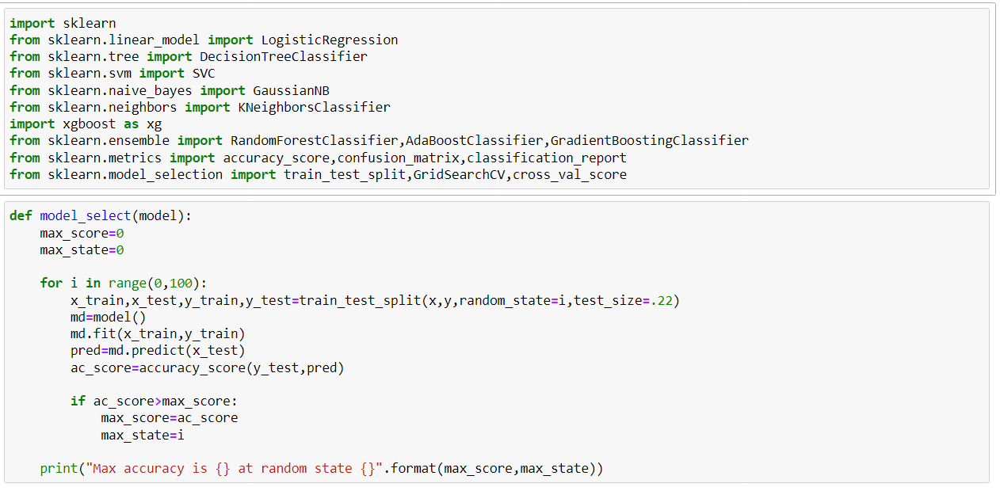 import sklearn
from sklearn.linear_model import LogisticRegression
from sklearn.tree import DecisionTreeClassifier
from sklearn.svm import SVC
from sklearn.naive_bayes import GaussianNB
from sklearn.neighbors import KNeighborsClassifier
import xgboost as xg
from sklearn.ensemble import RandomForestClassifier,AdaBoostClassifier,GradientBoostingClassifier
from sklearn.metrics import accuracy_score,confusion_matrix,classification_report
from sklearn.model_selection import train_test_split,GridSearchCV,cross_val_score
def model_select(model):
    max_score=0
    max_state=0
    for i in range(0,100):
        x_train,x_test,y_train,y_test=train_test_split(x,y,random_state=i,test_size=.22)
        md=model()
        md.fit(x_train,y_train)
        pred=md.predict(x_test)
        ac_score=accuracy_score(y_test,pred)
        if ac_score>max_score:
            max_score=ac_score
            max_state=i
    print("Max accuracy is {} at random state {}".format(max_score,max_state))